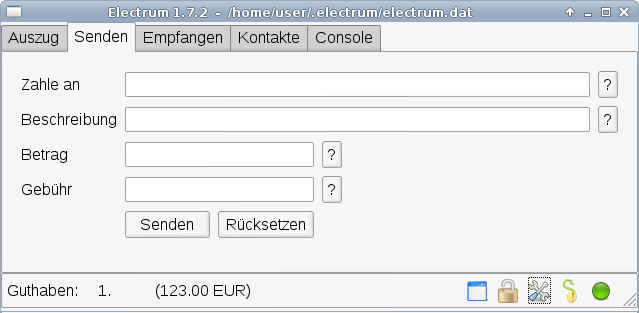 Electrum 1.7.2 - /home/user/.electrum/electrum.dat
Auszug Senden Empfangen Kontakte Console
Zahle an ?
Beschreibung ?
Betrag ?
Gebühr ?
Senden Rücksetzen
Guthaben: 1. (123.00 EUR)